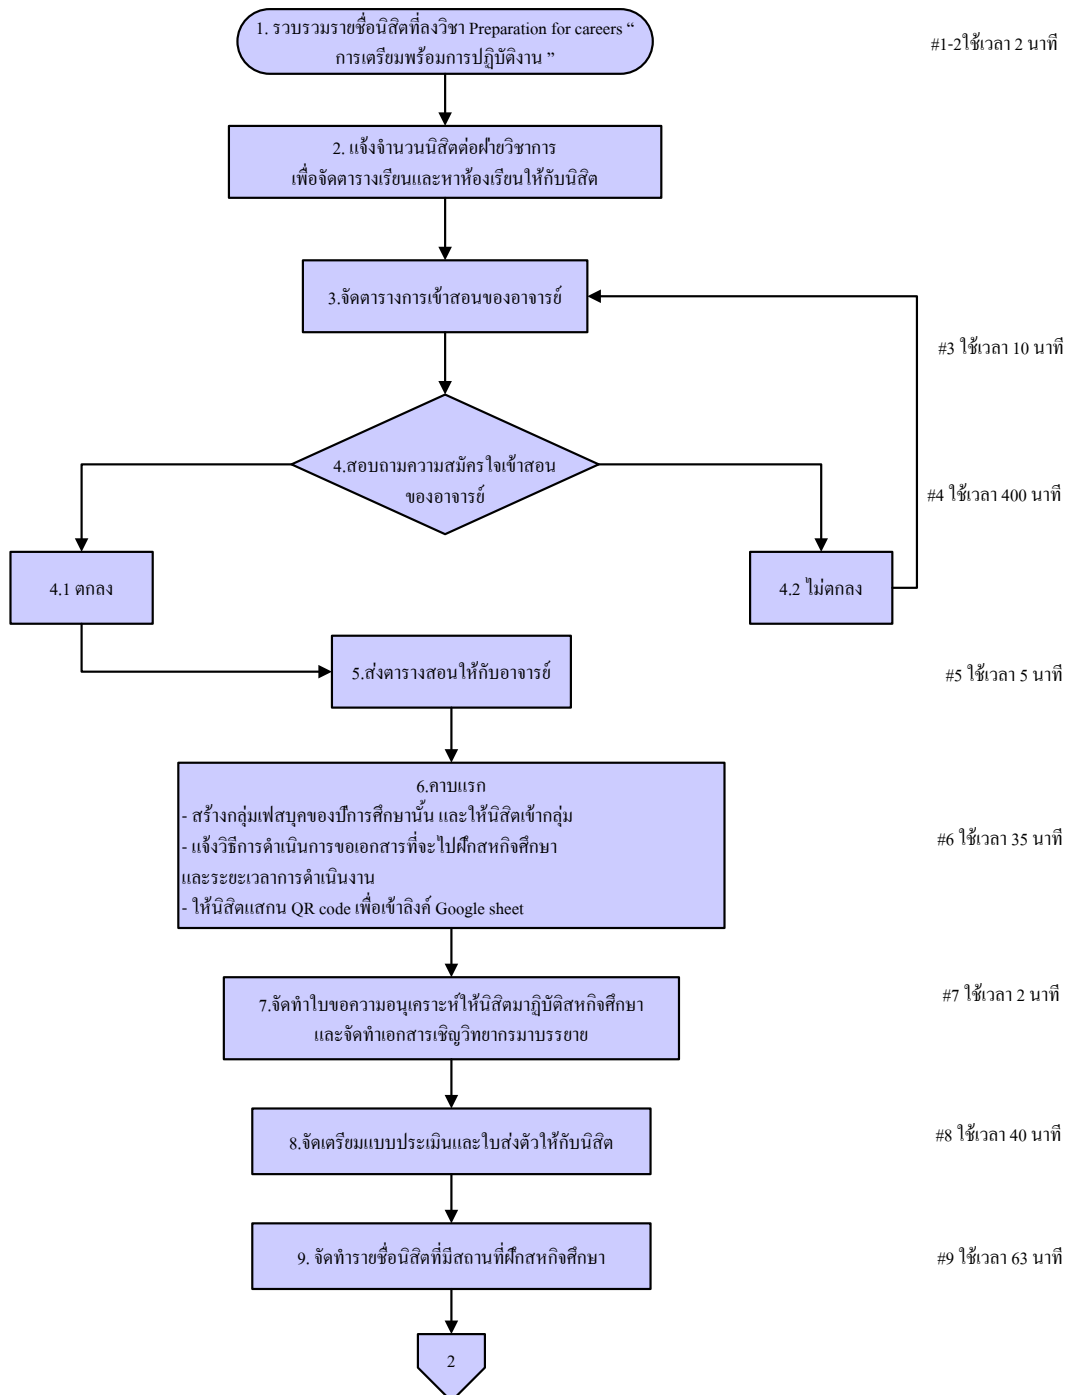 1. รวบรวมรายชื่อนิสิตที่ลงวิชา Preparation for careers “
การเตรียมพร้อมการปฏิบัติงาน ”
#1-2ใช้เวลา 2 นาที
2. แจ้งจำนวนนิสิตต่อฝ่ายวิชาการ
เพื่อจัดตารางเรียนและหาห้องเรียนให้กับนิสิต
3.จัดตารางการเข้าสอนของอาจารย์
#3 ใช้เวลา 10 นาที
4.สอบถามความสมัครใจเข้าสอน
ของอาจารย์
#4 ใช้เวลา 400 นาที
4.1 ตกลง
4.2 ไม่ตกลง
5.ส่งตารางสอนให้กับอาจารย์
#5 ใช้เวลา 5 นาที
6.คาบแรก
- สร้างกลุ่มเฟสบุคของปีการศึกษานั้น และให้นิสิตเข้ากลุ่ม
- แจ้งวิธีการดำเนินการขอเอกสารที่จะไปฝึกสหกิจศึกษา
และระยะเวลาการดำเนินงาน
- ให้นิสิตแสกน QR code เพื่อเข้าลิงค์ Google sheet
#6 ใช้เวลา 35 นาที
7.จัดทำใบขอความอนุเคราะห์ให้นิสิตมาฏิบัติสหกิจศึกษา
และจัดทำเอกสารเชิญวิทยากรมาบรรยาย
#7 ใช้เวลา 2 นาที
8.จัดเตรียมแบบประเมินและใบส่งตัวให้กับนิสิต
#8 ใช้เวลา 40 นาที
9. จัดทำรายชื่อนิสิตที่มีสถานที่ฝึกสหกิจศึกษา
#9 ใช้เวลา 63 นาที
2